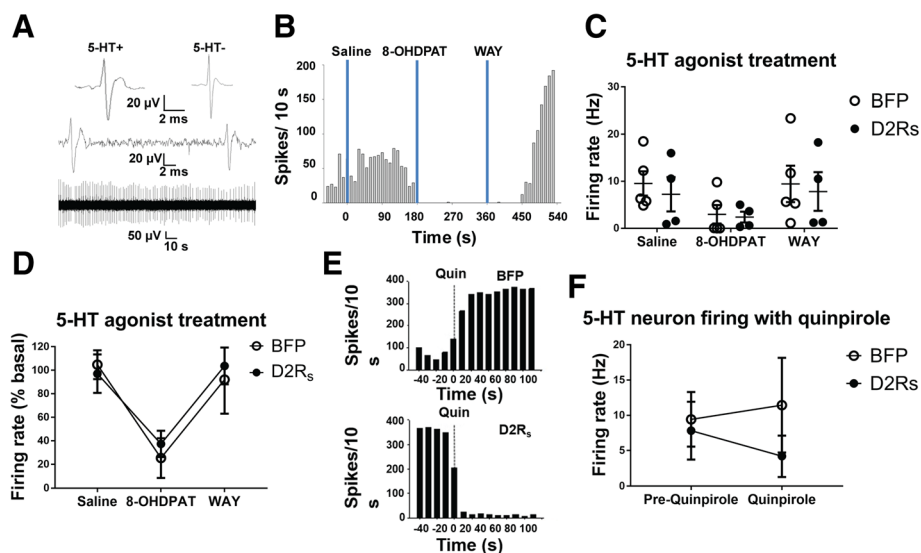 A
5-HT+ 5-HT-
20 µV
2 ms
20 µV
2 ms
50 µV
10 s
B
Saline 8-OHDPAT WAY
Spikes/ 10 s
200
150
100
50
0
0 90 180 270 360 450 540
Time (s)
C
5-HT agonist treatment
BFP
D2Rs
Firing rate (Hz)
30
20
10
0
Saline 8-OHDPAT WAY
D
5-HT agonist treatment
BFP
D2Rs
Firing rate (% basal)
120
100
80
60
40
20
0
Saline 8-OHDPAT WAY
E
Quin BFP
Spikes/10
s
400
300
200
100
0
-40 -20 0 20 40 60 80 100
Time (s)
Quin
D2Rs
Spikes/10
s
400
300
200
100
0
-40 -20 0 20 40 60 80 100
Time (s)
F
5-HT neuron firing with quinpirole
BFP
D2Rs
Firing rate (Hz)
20
15
10
5
0
Pre-Quinpirole Quinpirole